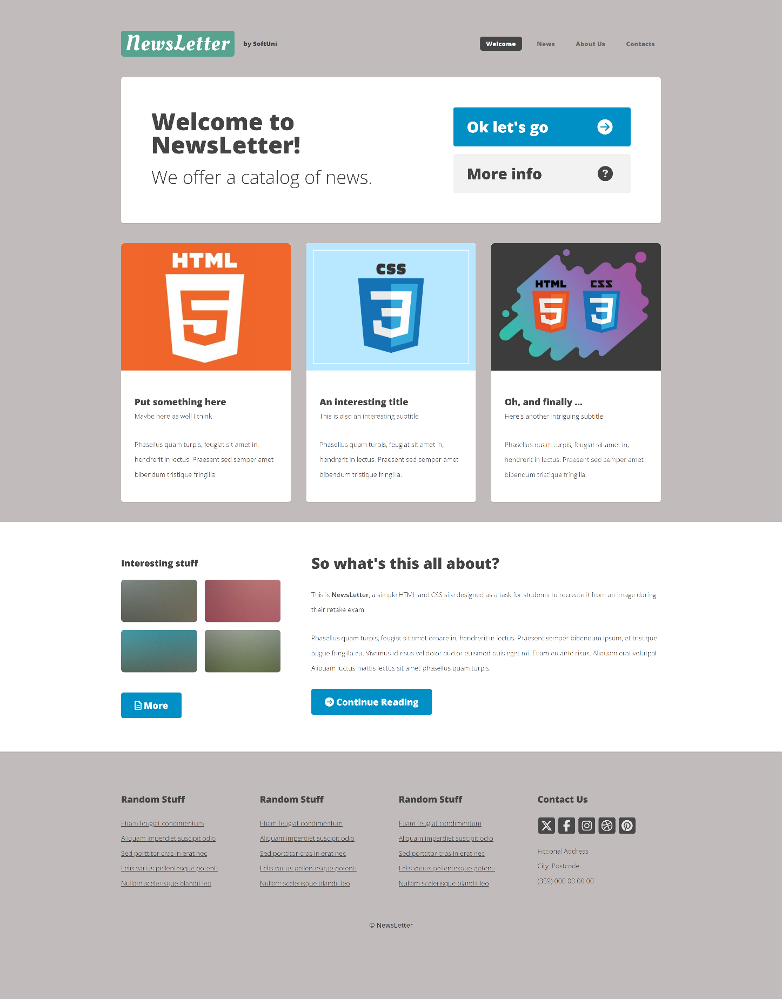 NewsLetter
by SoftUni
Welcome
News
About Us
Contacts
Welcome to
NewsLetter!
We offer a catalog of news.
Ok let's go
More info
HTML
5
CSS
3
HTML
CSS
5
3
Put something here
Maybe here as well I think
Phasellus quam turpis, feugiat sit amet in,
hendrerit in lectus. Praesent sed semper amet
bibendum tristique fringilla.
An interesting title
This is also an interesting subtitle
Phasellus quam turpis, feugiat sit amet in,
hendrerit in lectus. Praesent sed semper amet
bibendum tristique fringilla.
Oh, and finally ...
Here's another intriguing subtitle
Phasellus quam turpis, feugiat sit amet in,
hendrerit in lectus. Praesent sed semper amet
bibendum tristique fringilla.
Interesting stuff
More
So what's this all about?
This is NewsLetter, a simple HTML and CSS site designed as a task for students to recreate it from an image during
their retake exam.
Phasellus quam turpis, feugiat sit amet ornare in, hendrerit in lectus. Praesent semper bibendum ipsum, et tristique
augue fringilla eu. Vivamus id risus vel dolor auctor euismod quis eget mi. Etiam eu ante risus. Aliquam erat volutpat.
Aliquam luctus mattis lectus sit amet phasellus quam turpis.
Continue Reading
Random Stuff
Etiam feugiat condimentum
Aliquam imperdiet suscipit odio
Sed porttitor cras in erat nec
Felis varius pellentesque potenti
Nullam scelerisque blandit leo
Random Stuff
Etiam feugiat condimentum
Aliquam imperdiet suscipit odio
Sed porttitor cras in erat nec
Felis varius pellentesque potenti
Nullam scelerisque blandit leo
Random Stuff
Etiam feugiat condimentum
Aliquam imperdiet suscipit odio
Sed porttitor cras in erat nec
Felis varius pellentesque potenti
Nullam scelerisque blandit leo
Contact Us
Fictional Address
City, Postcode
(359) 000 00 00 00
© NewsLetter